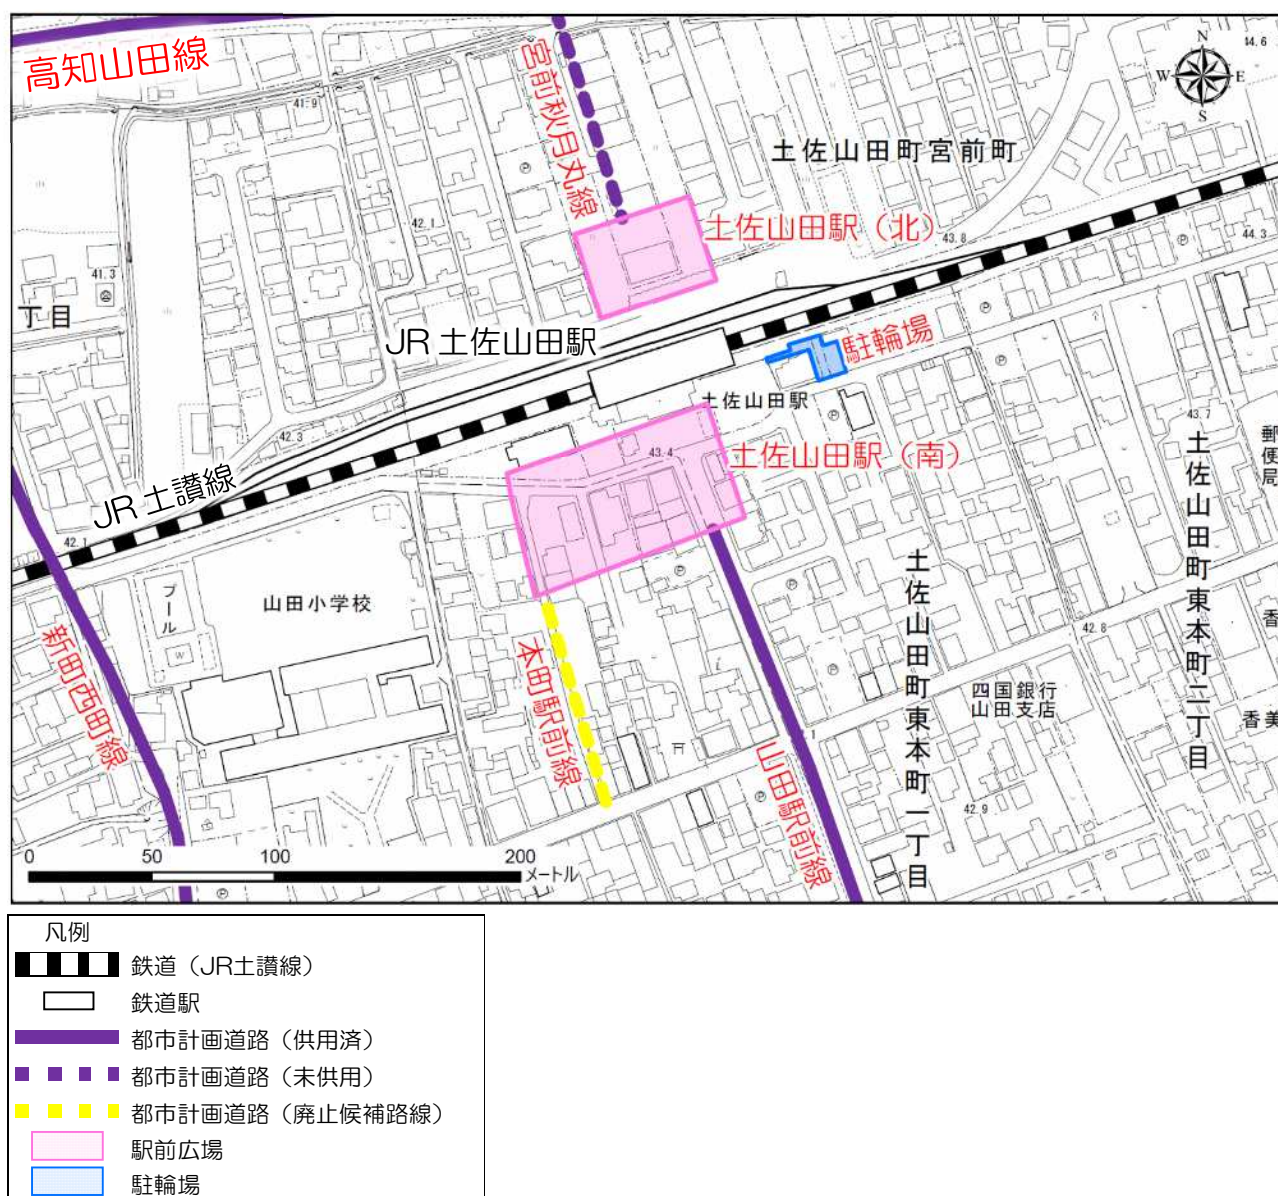 高知山田線
宮前秋月丸線
N
W
E
S
44.6
41.9
土佐山田町宮前町
42.1
土佐山田駅（北）
43.8
44.3
41.3
丁目
JR 土佐山田駅
駐輪場
土佐山田駅
43.7
42.3
43.4
土佐山田駅（南）
郵便局
土佐山田町東本町二丁目
JR 土讃線
42.1
プール
山田小学校
土佐山田町東本町一丁目
42.8
香
新町西町線
本町駅前線
四国銀行
山田支店
香美
山田駅前線
42.9
0 50 100 200
メートル
凡例
鉄道（JR土讃線）
鉄道駅
都市計画道路（供用済）
都市計画道路（未供用）
都市計画道路（廃止候補路線）
駅前広場
駐輪場